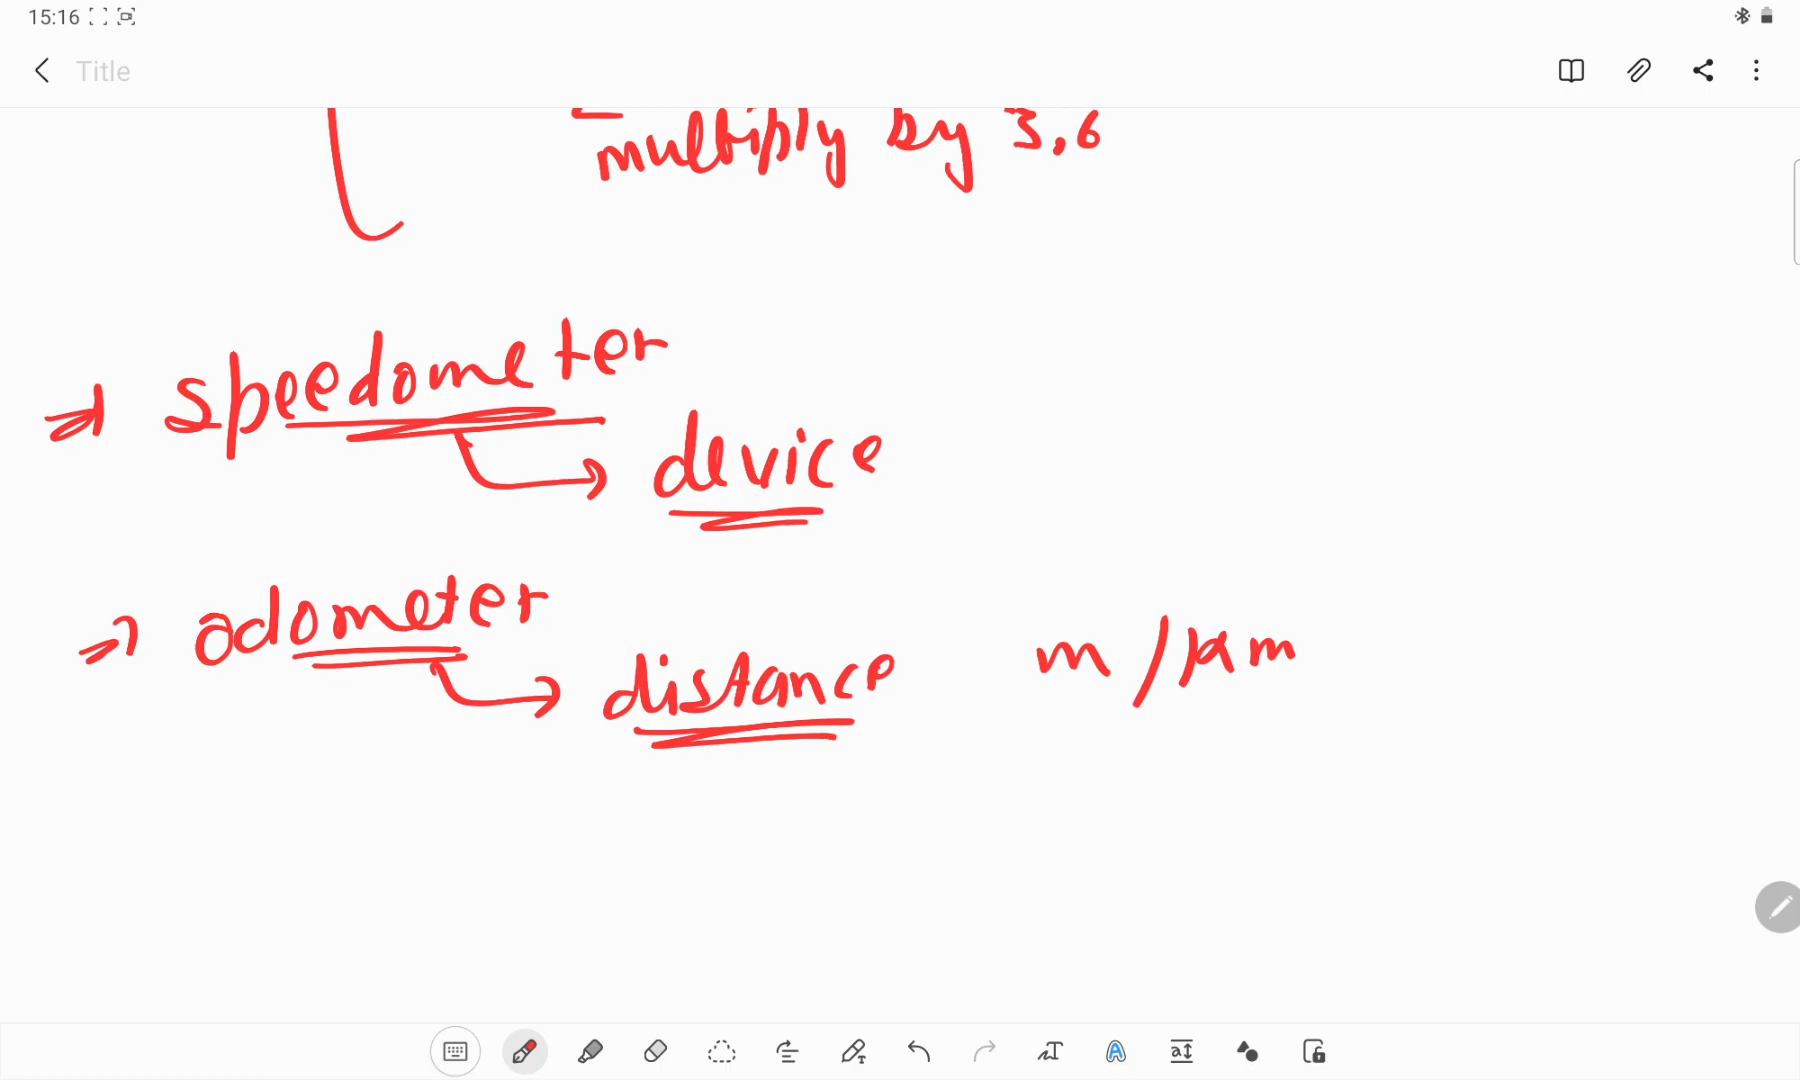 15:16
Title
multiply by 3.6
⇒ speedometer
→ device
⇒ odometer
→ distance m/km